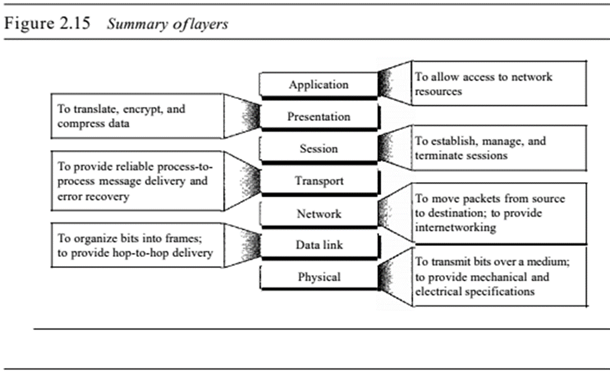 Figure 2.15 Summary of layers
Application
To allow access to network
resources
To translate, encrypt, and
compress data
Presentation
Session
To establish, manage, and
terminate sessions
To provide reliable process-to-
process message delivery and
error recovery
Transport
Network
To move packets from source
to destination; to provide
internetworking
To organize bits into frames;
to provide hop-to-hop delivery
Data link
Physical
To transmit bits over a medium;
to provide mechanical and
electrical specifications